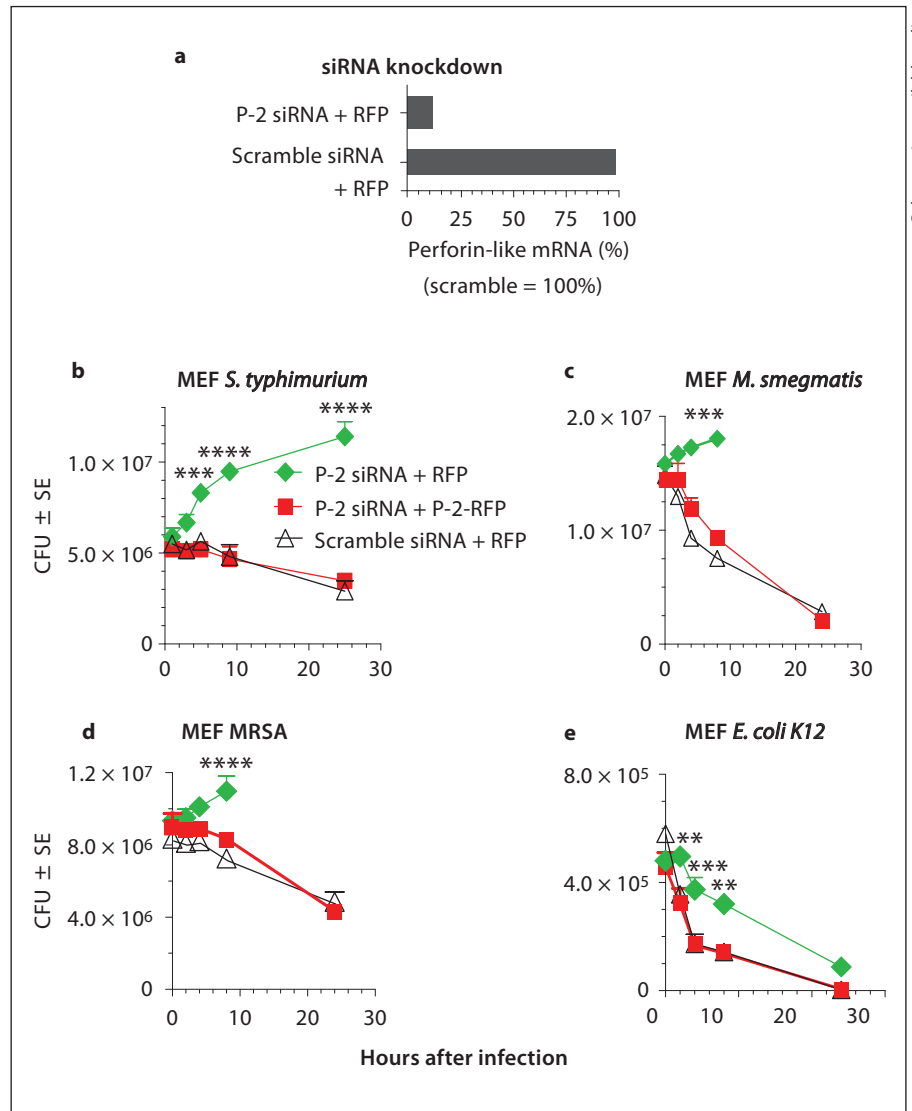 a
siRNA knockdown
P-2 siRNA + RFP
Scramble siRNA
+ RFP
0 25 50 75 100
Perforin-like mRNA (%)
(scramble = 100%)
b
MEF S. typhimurium
CFU ± SE
1.0 × 10⁷
5.0 × 10⁶
0
*** **** ****
P-2 siRNA + RFP
P-2 siRNA + P-2-RFP
Scramble siRNA + RFP
0 10 20 30
c
MEF M. smegmatis
2.0 × 10⁷
1.0 × 10⁷
0
***
0 10 20 30
d
MEF MRSA
CFU ± SE
1.2 × 10⁷
8.0 × 10⁶
4.0 × 10⁶
0
****
0 10 20 30
e
MEF E. coli K12
8.0 × 10⁵
4.0 × 10⁵
0
** *** **
0 10 20 30
Hours after infection